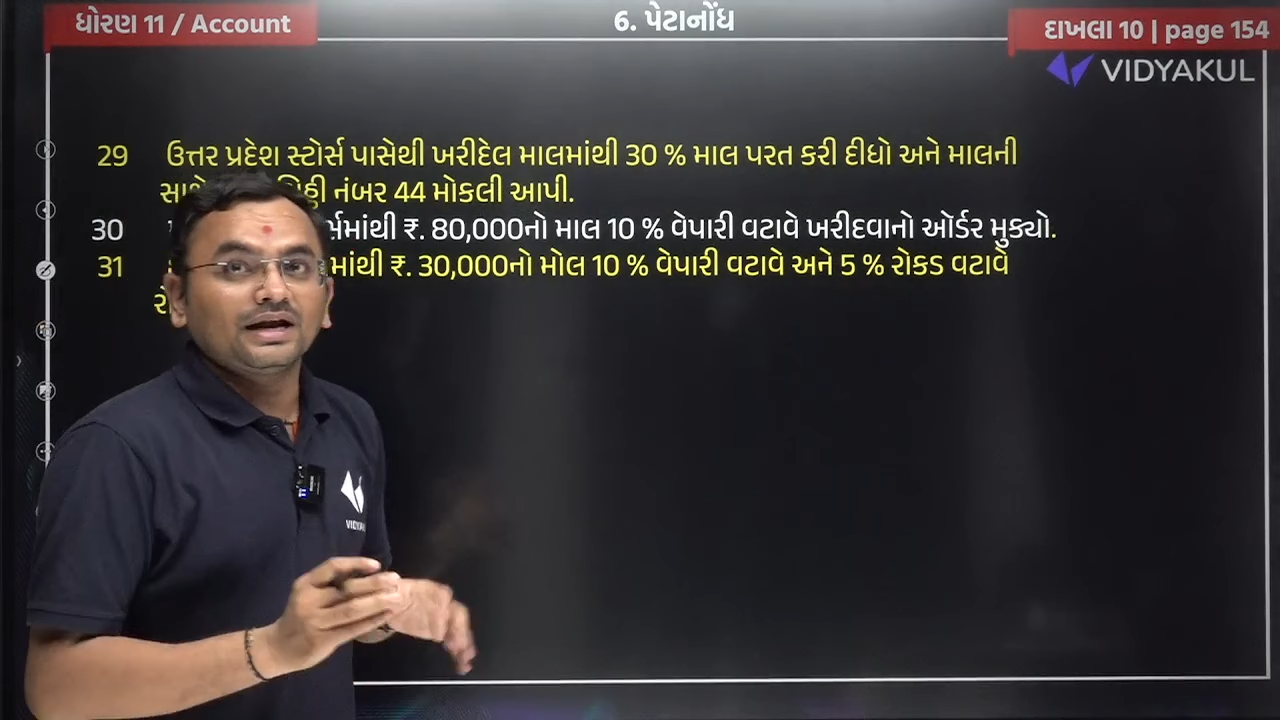 ધોરણ 11 / Account
6. પેટાનોંધ
દાખલા 10 | page 154
VIDYAKUL
29 ઉત્તર પ્રદેશ સ્ટોર્સ પાસેથી ખરીદેલ માલમાંથી 30 % માલ પરત કરી દીધો અને માલની
નંબર 44 મોકલી આપી.
30 ₹. 80,000નો માલ 10 % વેપારી વટાવે ખરીદવાનો ઑર્ડર મુક્યો.
31 ₹. 30,000નો મોલ 10 % વેપારી વટાવે અને 5 % રોકડ વટાવે